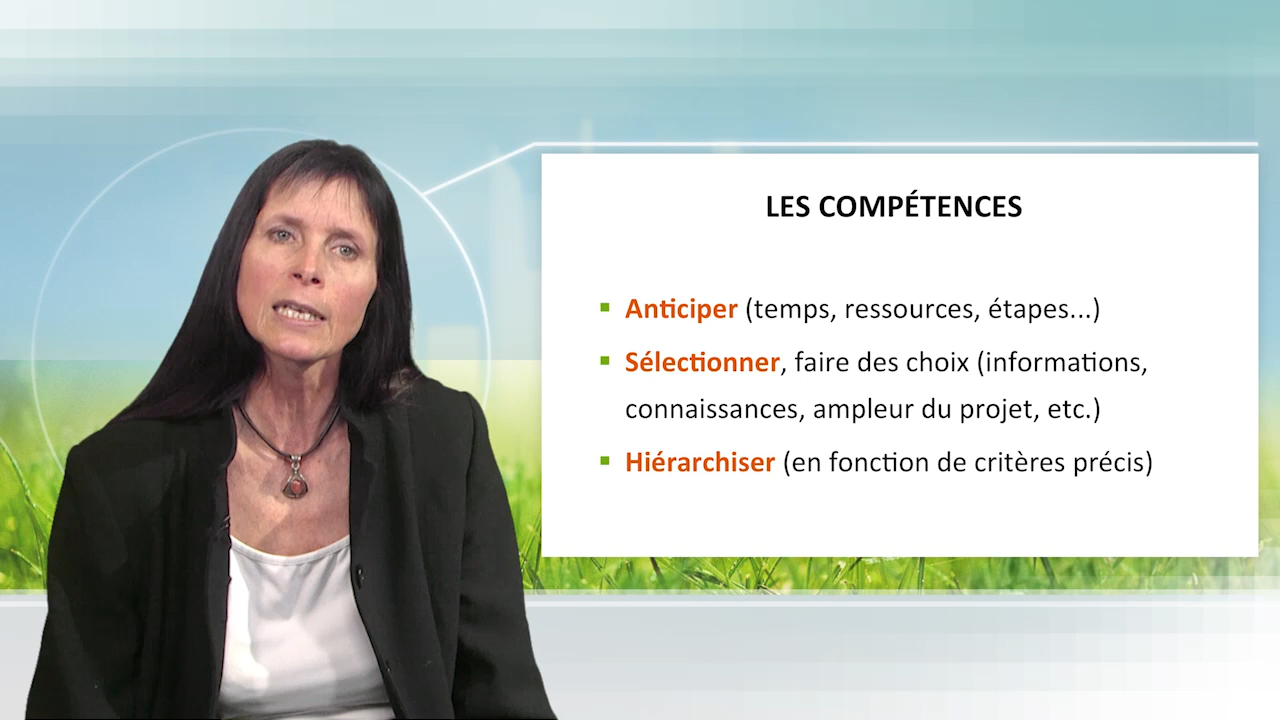 LES COMPÉTENCES
Anticiper (temps, ressources, étapes...)
Sélectionner, faire des choix (informations,
connaissances, ampleur du projet, etc.)
Hiérarchiser (en fonction de critères précis)